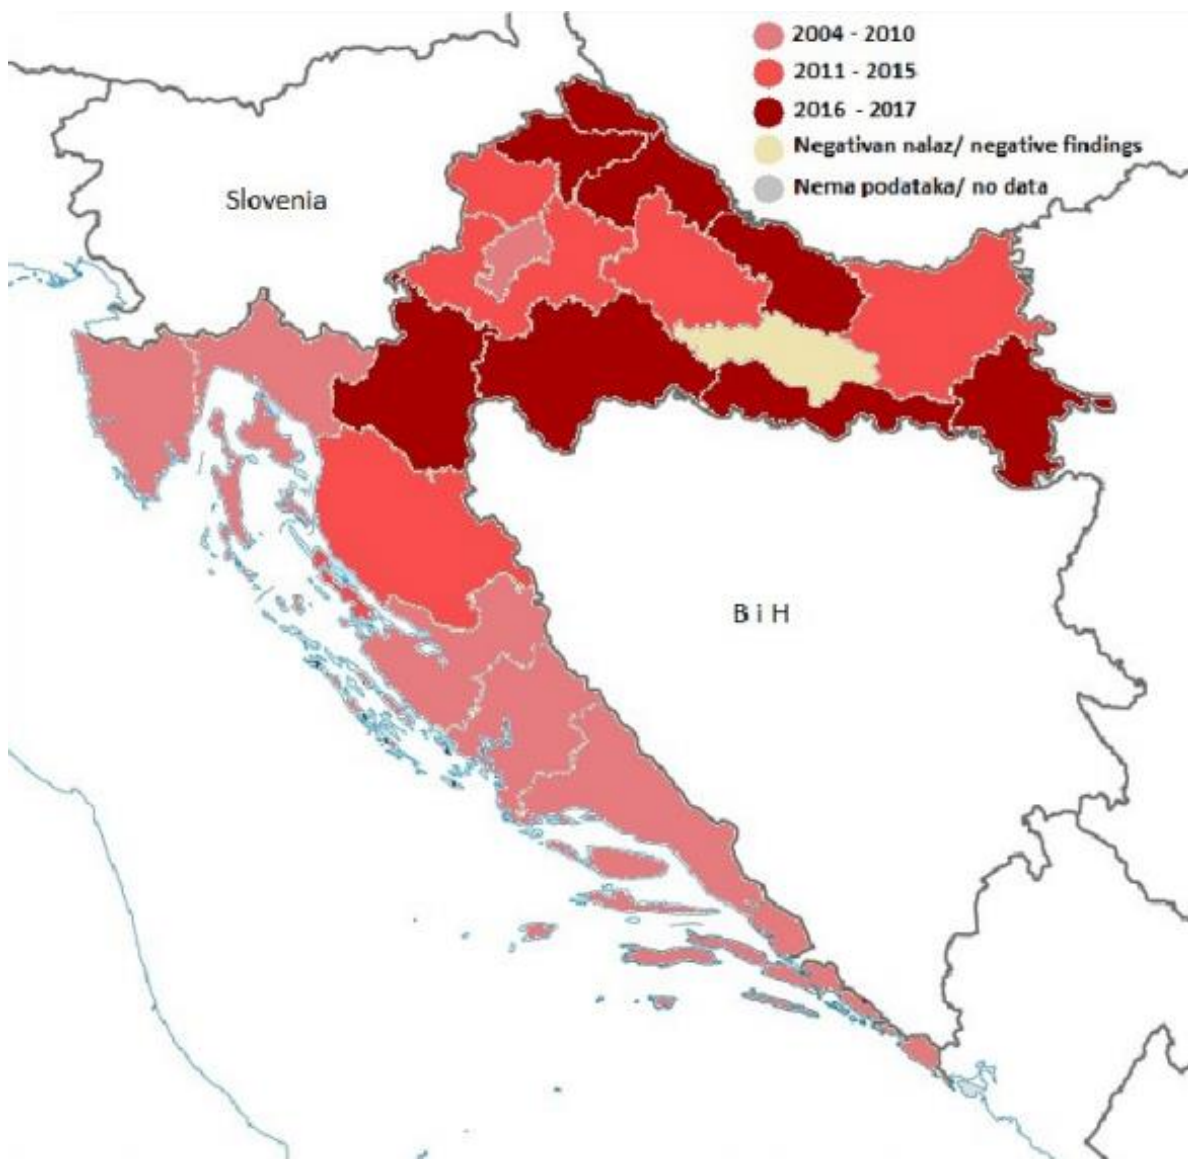 2004 - 2010
2011 - 2015
2016 - 2017
Negativan nalaz/ negative findings
Nema podataka/ no data
Slovenia
B i H